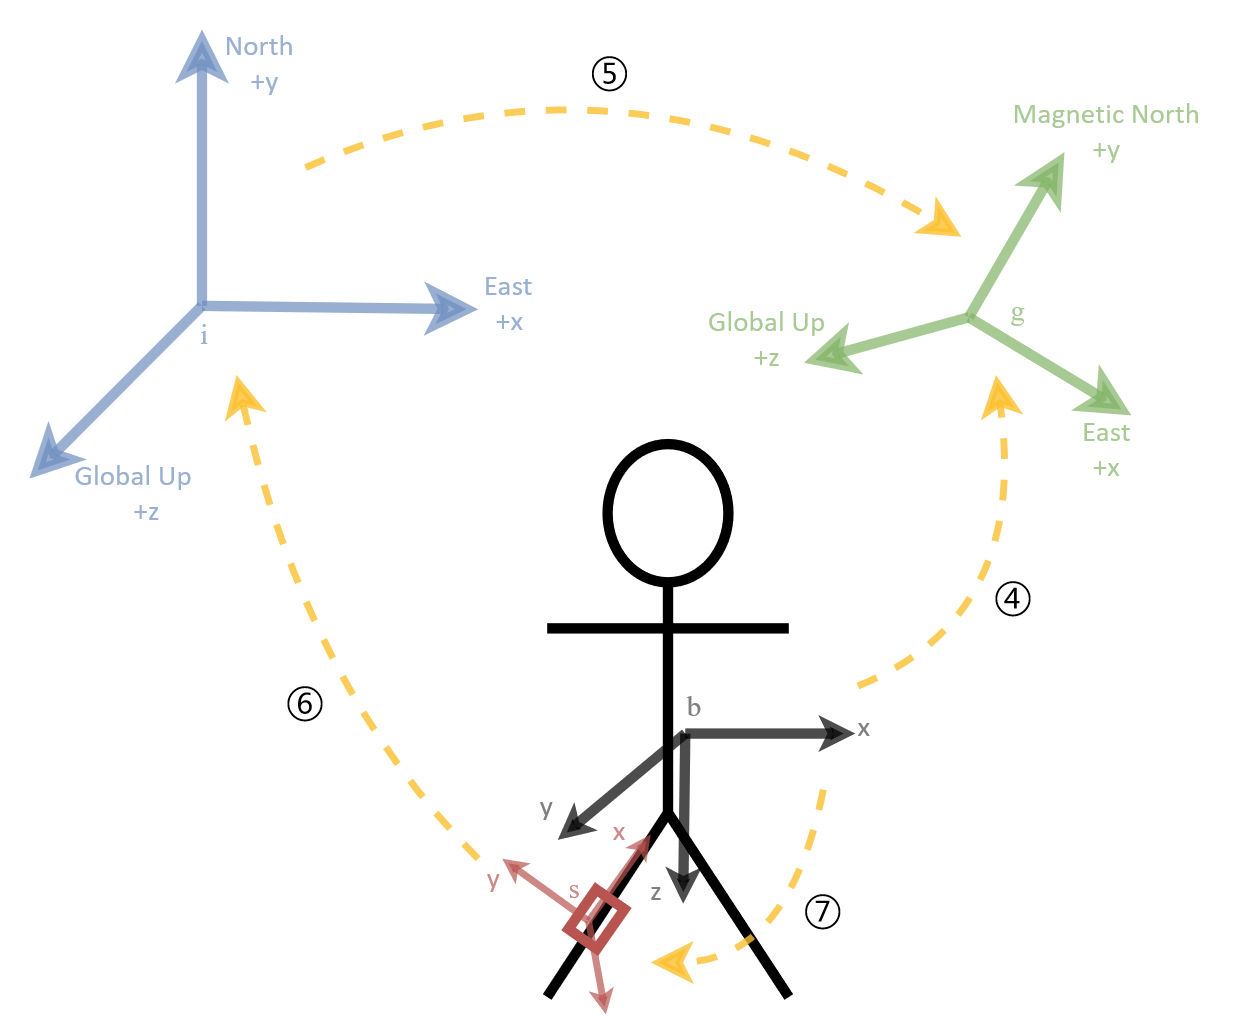 North
+y
⑤
Magnetic North
+y
East
+x
i
Global Up
+z
g
Global Up
+z
East
+x
④
⑥
b
x
y
x
y
s
z
⑦